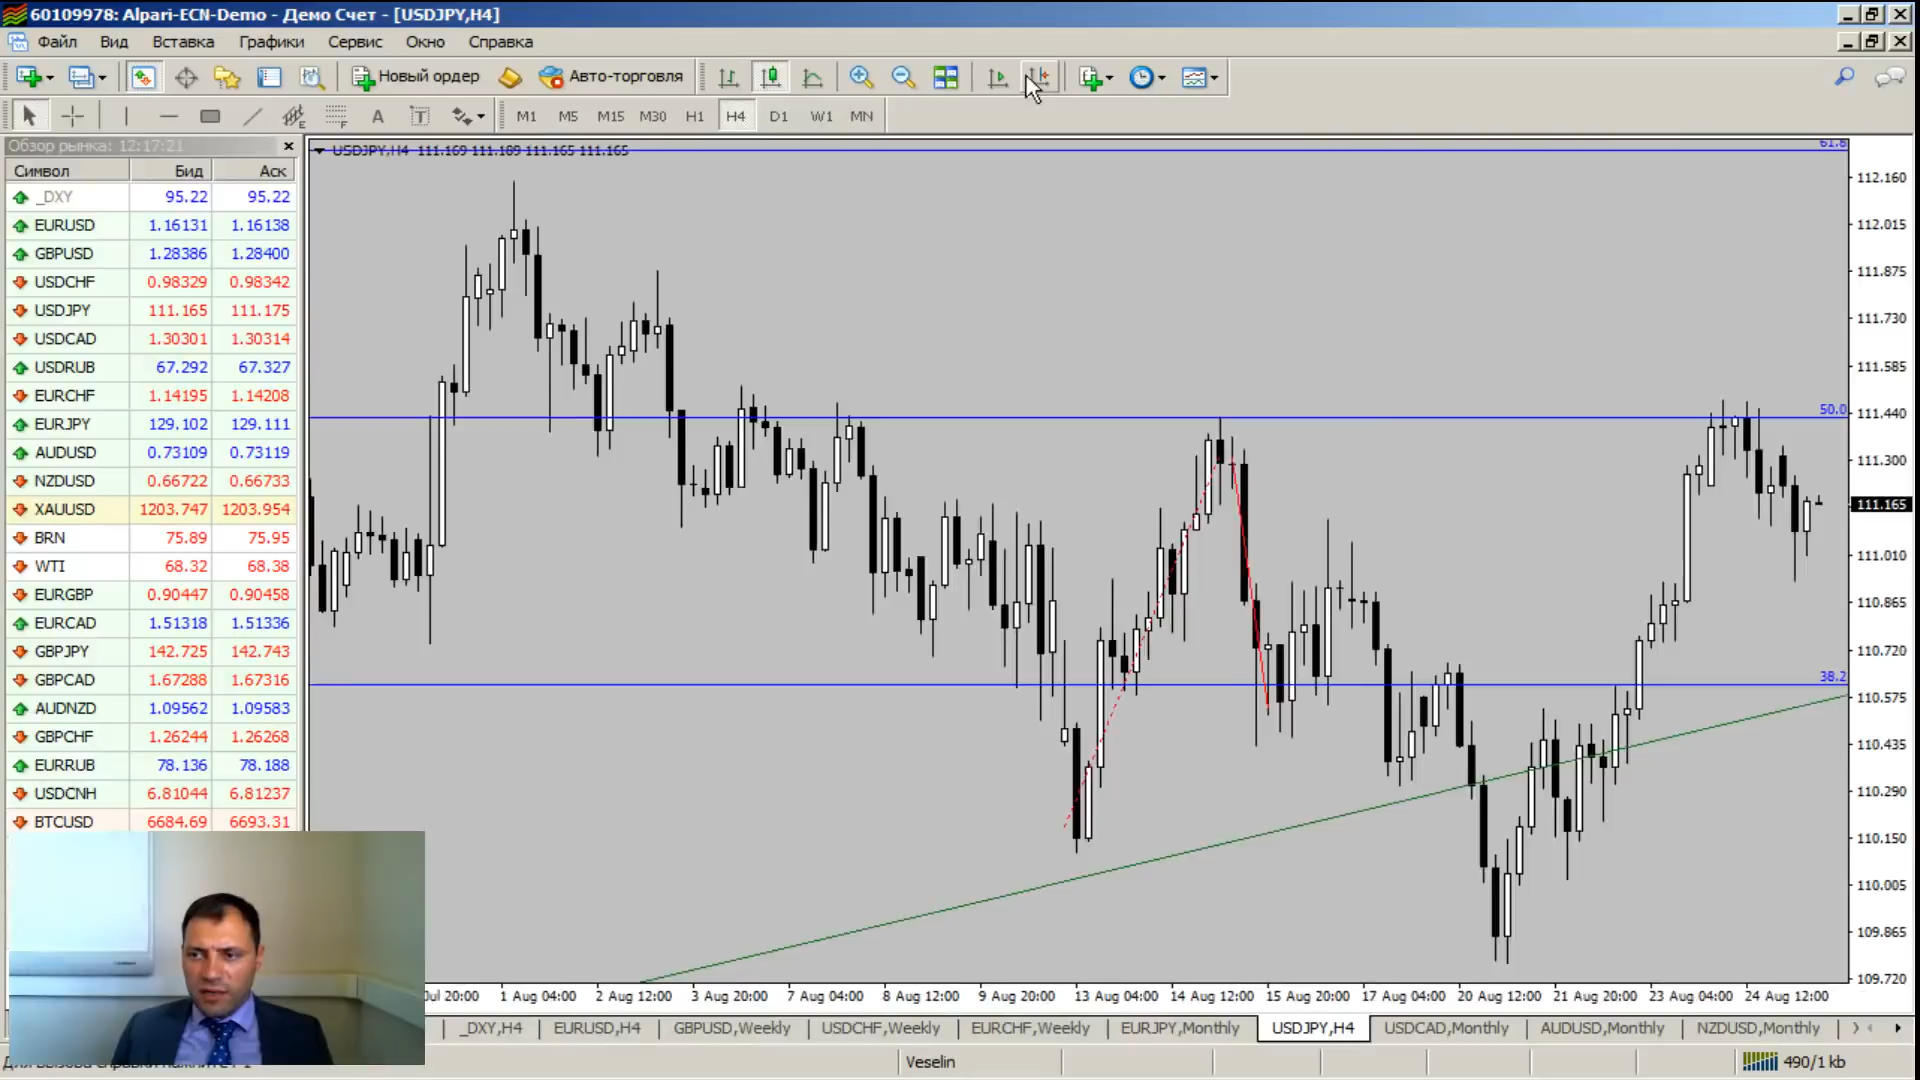 60109978: Alpari-ECN-Demo - Демо Счет - [USDJPY,H4]
Файл Вид Вставка Графики Сервис Окно Справка
Новый ордер Авто-торговля
A T M1 M5 M15 M30 H1 H4 D1 W1 MN
Обзор рынка: 12:17:21
Символ Бид Аск
_DXY 95.22 95.22
EURUSD 1.16131 1.16138
GBPUSD 1.28386 1.28400
USDCHF 0.98329 0.98342
USDJPY 111.165 111.175
USDCAD 1.30301 1.30314
USDRUB 67.292 67.327
EURCHF 1.14195 1.14208
EURJPY 129.102 129.111
AUDUSD 0.73109 0.73119
NZDUSD 0.66722 0.66733
XAUUSD 1203.747 1203.954
BRN 75.89 75.95
WTI 68.32 68.38
EURGBP 0.90447 0.90458
EURCAD 1.51318 1.51336
GBPJPY 142.725 142.743
GBPCAD 1.67288 1.67316
AUDNZD 1.09562 1.09583
GBPCHF 1.26244 1.26268
EURRUB 78.136 78.188
USDCNH 6.81044 6.81237
BTCUSD 6684.69 6693.31
USDJPY,H4 111.169 111.189 111.165 111.165
61.8
50.0
38.2
112.160
112.015
111.875
111.730
111.585
111.440
111.300
111.165
111.010
110.865
110.720
110.575
110.435
110.290
110.150
110.005
109.865
109.720
Jul 20:00 1 Aug 04:00 2 Aug 12:00 3 Aug 20:00 7 Aug 04:00 8 Aug 12:00 9 Aug 20:00 13 Aug 04:00 14 Aug 12:00 15 Aug 20:00 17 Aug 04:00 20 Aug 12:00 21 Aug 20:00 23 Aug 04:00 24 Aug 12:00
_DXY,H4 EURUSD,H4 GBPUSD,Weekly USDCHF,Weekly EURCHF,Weekly EURJPY,Monthly USDJPY,H4 USDCAD,Monthly AUDUSD,Monthly NZDUSD,Monthly
Veselin 490/1 kb